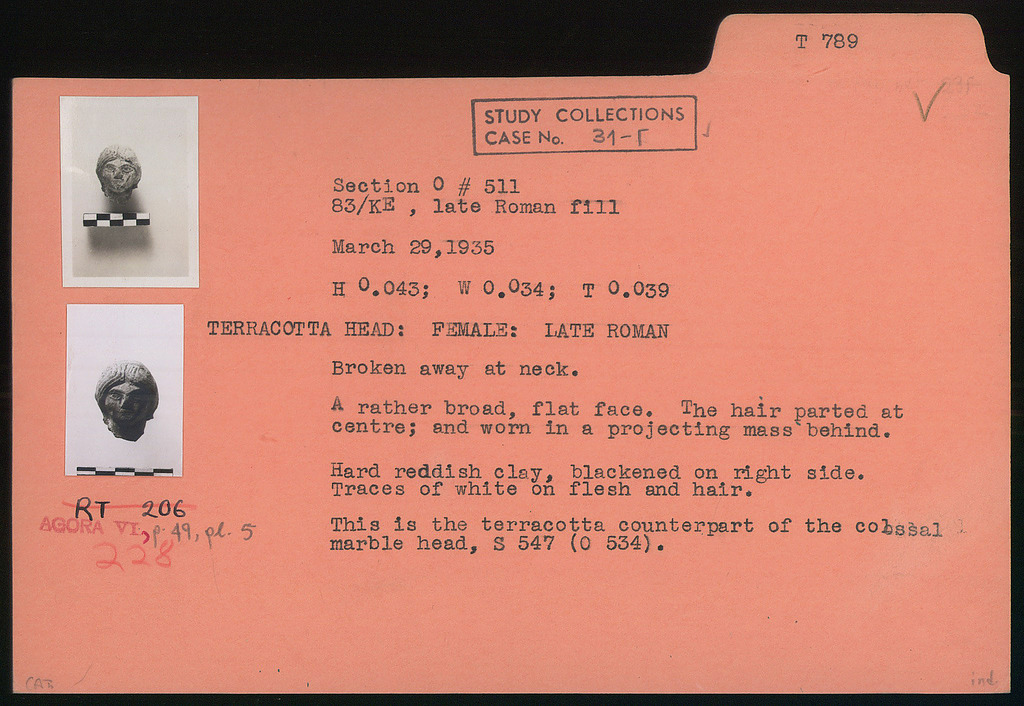 T 789
STUDY COLLECTIONS
CASE No. 31-Γ
Section O # 511
83/KE , late Roman fill
March 29,1935
H 0.043; W 0.034; T 0.039
TERRACOTTA HEAD: FEMALE: LATE ROMAN
Broken away at neck.
A rather broad, flat face. The hair parted at
centre; and worn in a projecting mass behind.
Hard reddish clay, blackened on right side.
Traces of white on flesh and hair.
This is the terracotta counterpart of the colossal
marble head, S 547 (O 534).
RT 206
AGORA VI, p. 49, pl. 5
228
CAB
ind.